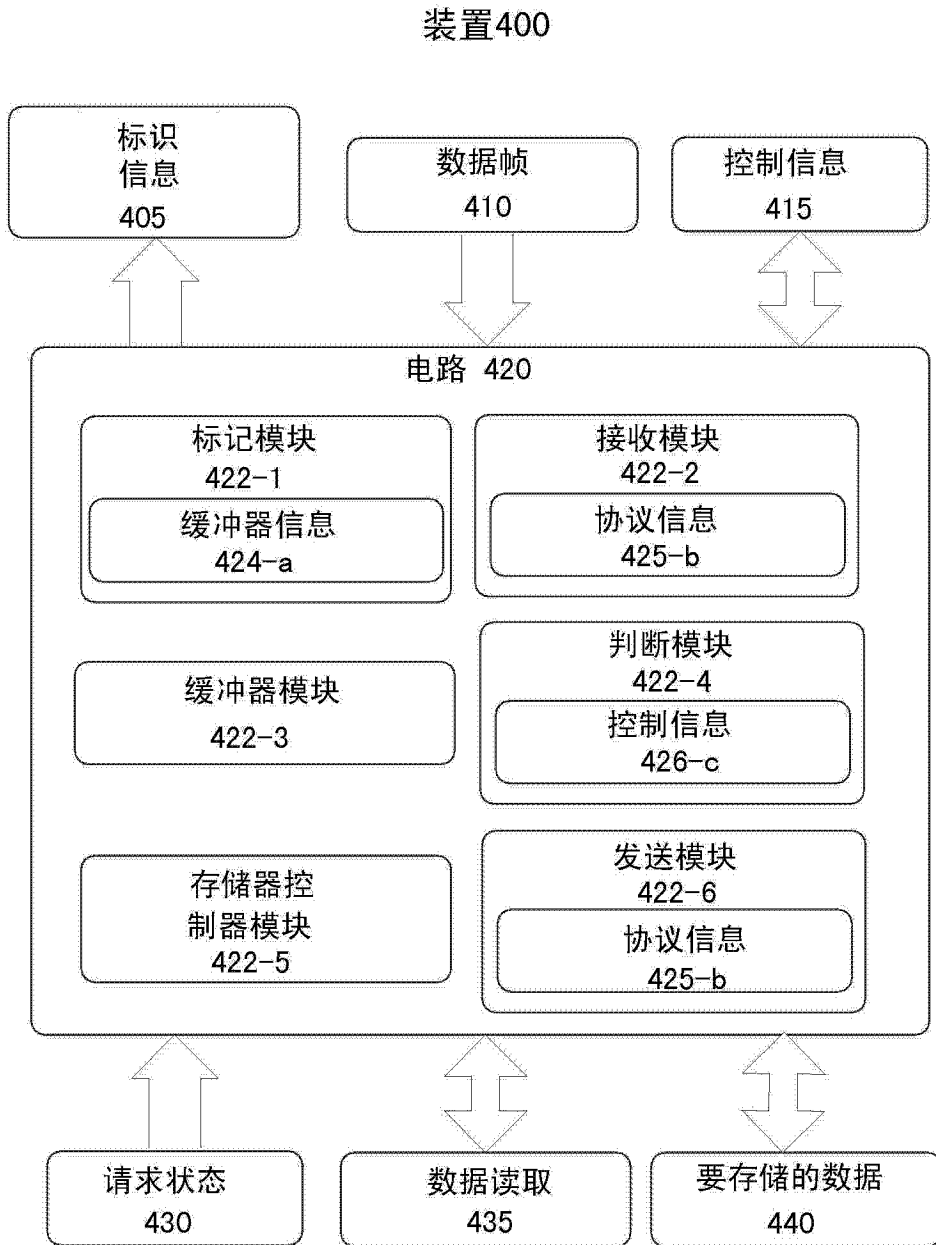 装置400
标识
信息
405
数据帧
410
控制信息
415
电路 420
标记模块
422-1
缓冲器信息
424-a
接收模块
422-2
协议信息
425-b
缓冲器模块
422-3
判断模块
422-4
控制信息
426-c
存储器控
制器模块
422-5
发送模块
422-6
协议信息
425-b
请求状态
430
数据读取
435
要存储的数据
440